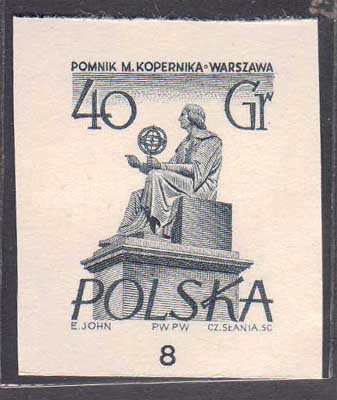 POMNIK M. KOPERNIKA • WARSZAWA
40 Gr
POLSKA
E. JOHN PWPW CZ. SŁANIA. SC
8